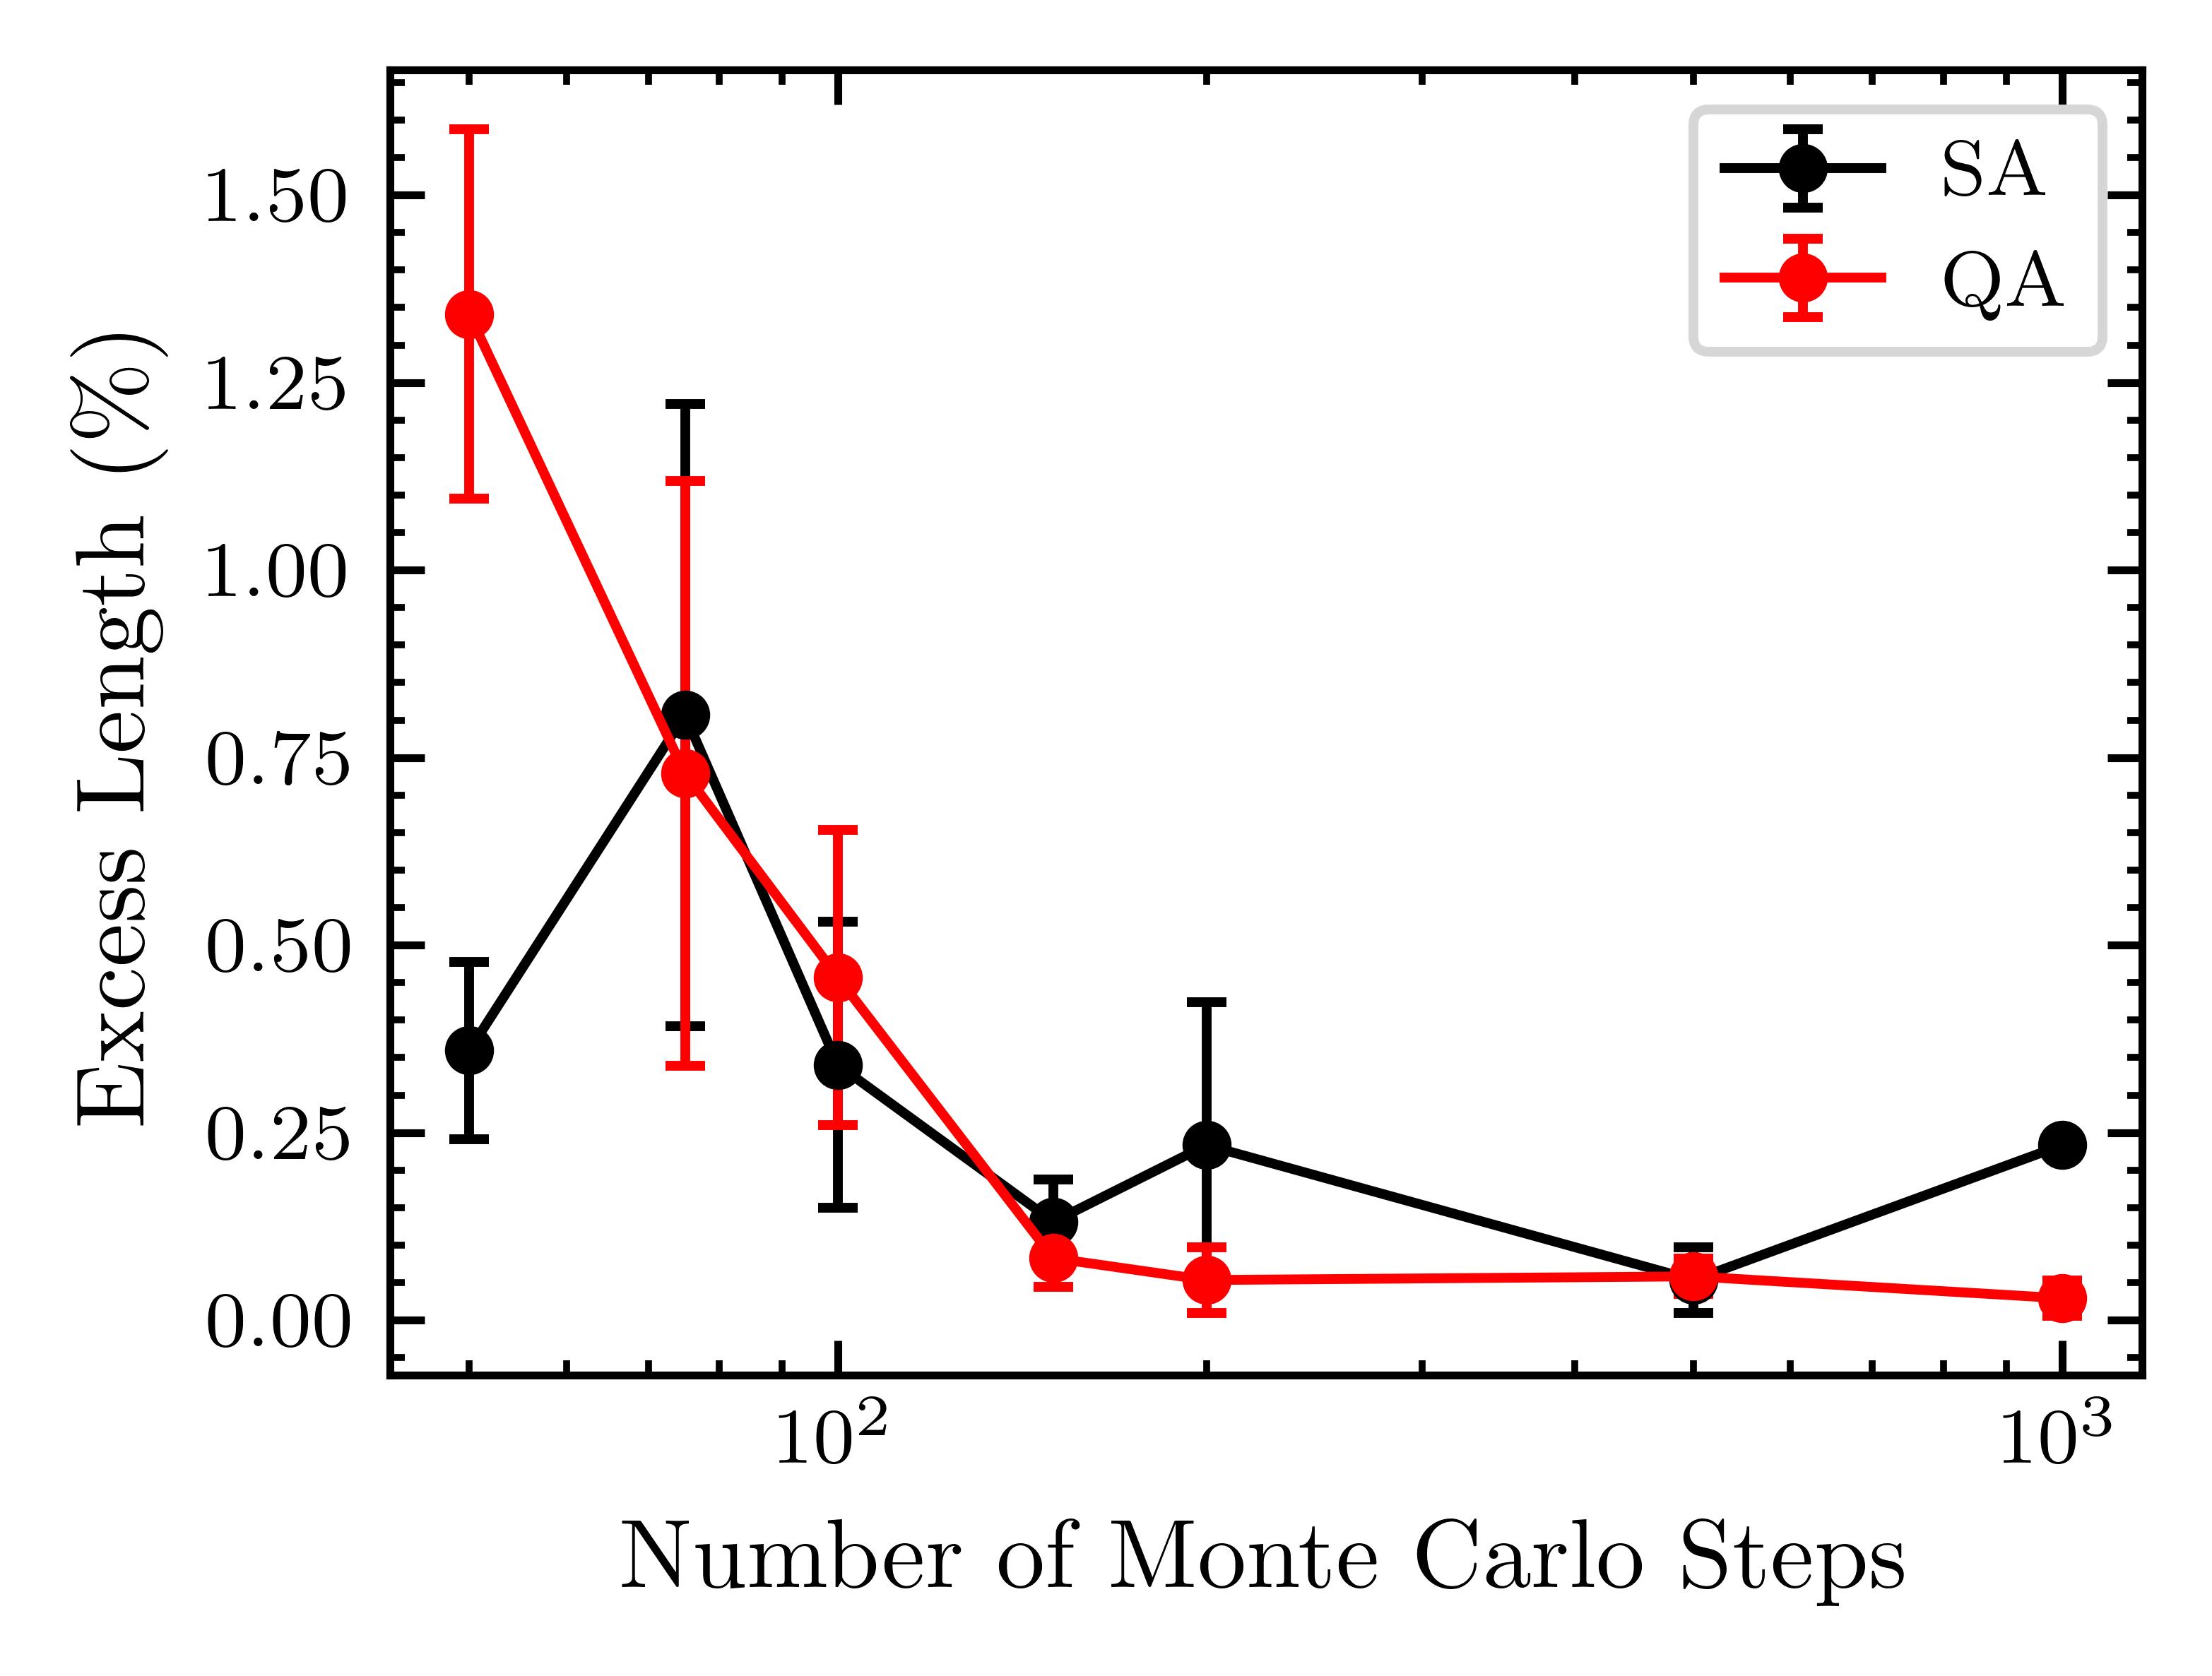 SA
QA
Excess Length (%)
1.50
1.25
1.00
0.75
0.50
0.25
0.00
10²
10³
Number of Monte Carlo Steps